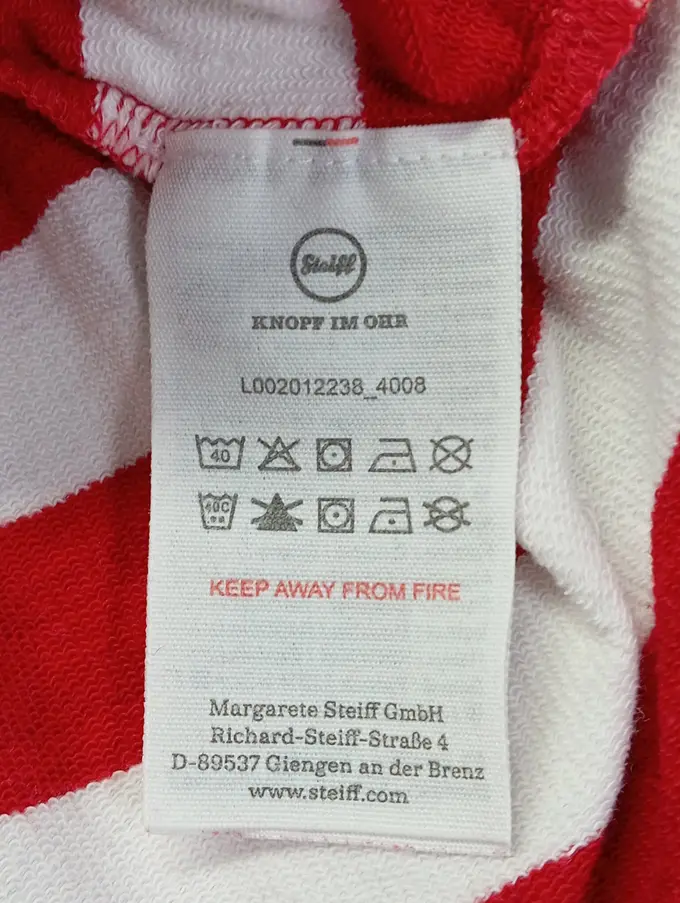 Steiff
KNOPF IM OHR
L002012238_4008
40
40C
KEEP AWAY FROM FIRE
Margarete Steiff GmbH
Richard-Steiff-Straße 4
D-89537 Giengen an der Brenz
www.steiff.com